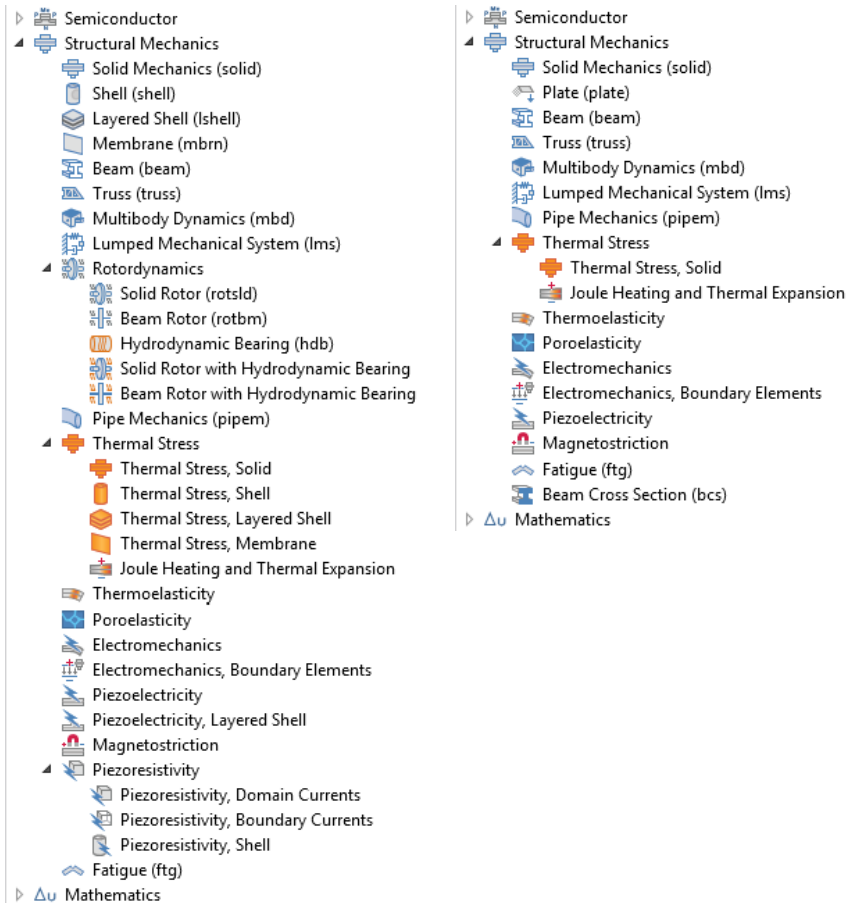 Semiconductor
Structural Mechanics
Solid Mechanics (solid)
Shell (shell)
Layered Shell (lshell)
Membrane (mbrn)
Beam (beam)
Truss (truss)
Multibody Dynamics (mbd)
Lumped Mechanical System (lms)
Rotordynamics
Solid Rotor (rotsld)
Beam Rotor (rotbm)
Hydrodynamic Bearing (hdb)
Solid Rotor with Hydrodynamic Bearing
Beam Rotor with Hydrodynamic Bearing
Pipe Mechanics (pipem)
Thermal Stress
Thermal Stress, Solid
Thermal Stress, Shell
Thermal Stress, Layered Shell
Thermal Stress, Membrane
Joule Heating and Thermal Expansion
Thermoelasticity
Poroelasticity
Electromechanics
Electromechanics, Boundary Elements
Piezoelectricity
Piezoelectricity, Layered Shell
Magnetostriction
Piezoresistivity
Piezoresistivity, Domain Currents
Piezoresistivity, Boundary Currents
Piezoresistivity, Shell
Fatigue (ftg)
Δu Mathematics
Semiconductor
Structural Mechanics
Solid Mechanics (solid)
Plate (plate)
Beam (beam)
Truss (truss)
Multibody Dynamics (mbd)
Lumped Mechanical System (lms)
Pipe Mechanics (pipem)
Thermal Stress
Thermal Stress, Solid
Joule Heating and Thermal Expansion
Thermoelasticity
Poroelasticity
Electromechanics
Electromechanics, Boundary Elements
Piezoelectricity
Magnetostriction
Fatigue (ftg)
Beam Cross Section (bcs)
Δu Mathematics